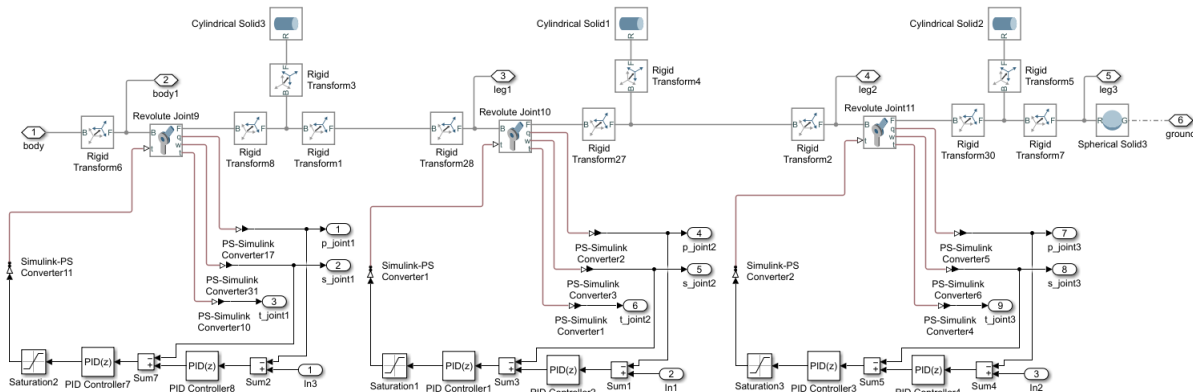 Cylindrical Solid3
R
Cylindrical Solid1
R
Cylindrical Solid2
R
2
body1
F
B
Rigid
Transform3
3
leg1
F
B
Rigid
Transform4
4
leg2
F
B
Rigid
Transform5
5
leg3
1
body
B F
Rigid
Transform6
Revolute Joint9
B F
q
w
t t
B F
Rigid
Transform8
B F
Rigid
Transform1
B F
Rigid
Transform28
Revolute Joint10
B F
q
w
t t
B F
Rigid
Transform27
B F
Rigid
Transform2
Revolute Joint11
B F
q
w
t t
B F
Rigid
Transform30
B F
Rigid
Transform7
R G
Spherical Solid3
6
ground
1
p_joint1
PS-Simulink
Converter17
2
s_joint1
PS-Simulink
Converter31
3
t_joint1
PS-Simulink
Converter10
Simulink-PS
Converter11
4
p_joint2
PS-Simulink
Converter2
5
s_joint2
PS-Simulink
Converter3
6
t_joint2
PS-Simulink
Converter1
Simulink-PS
Converter1
7
p_joint3
PS-Simulink
Converter5
8
s_joint3
PS-Simulink
Converter6
9
t_joint3
PS-Simulink
Converter4
Simulink-PS
Converter2
Saturation2
PID(z)
PID Controller7
Sum7
PID(z)
PID Controller8
Sum2
1
In3
Saturation1
PID(z)
PID Controller1
Sum3
PID(z)
Sum1
2
In1
Saturation3
PID(z)
PID Controller3
Sum5
PID(z)
PID Controller4
Sum4
3
In2